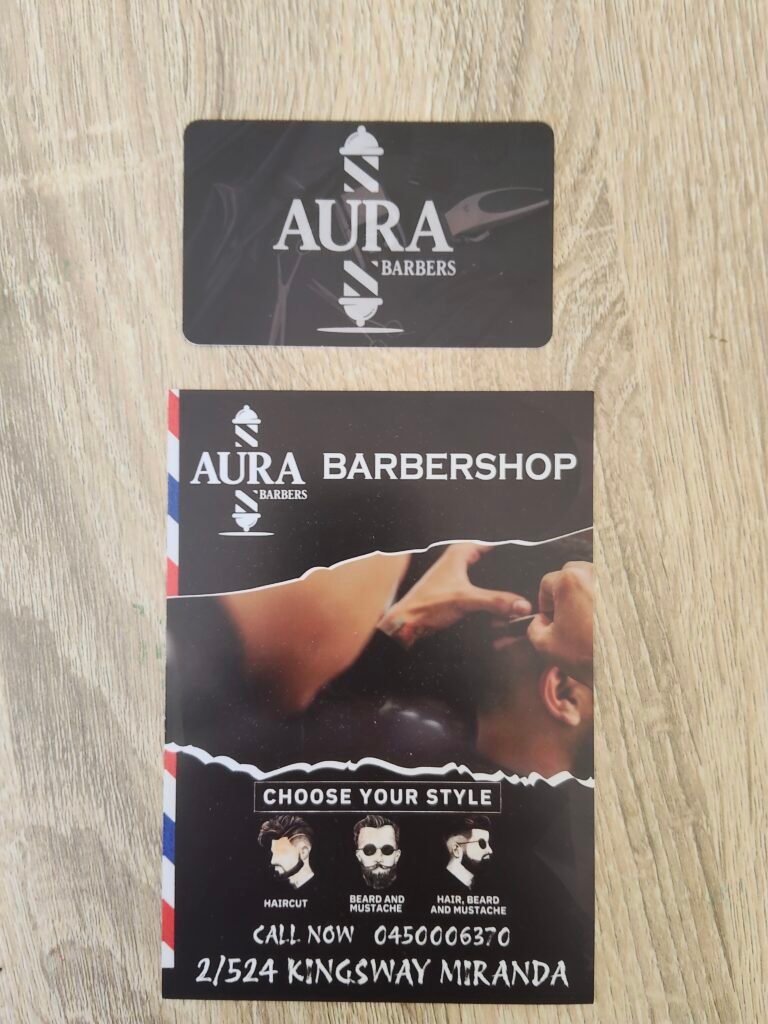 AURA
BARBERS
AURA
BARBERS
BARBERSHOP
CHOOSE YOUR STYLE
HAIRCUT
BEARD AND
MUSTACHE
HAIR, BEARD
AND MUSTACHE
CALL NOW 0450006370
2/524 KINGSWAY MIRANDA